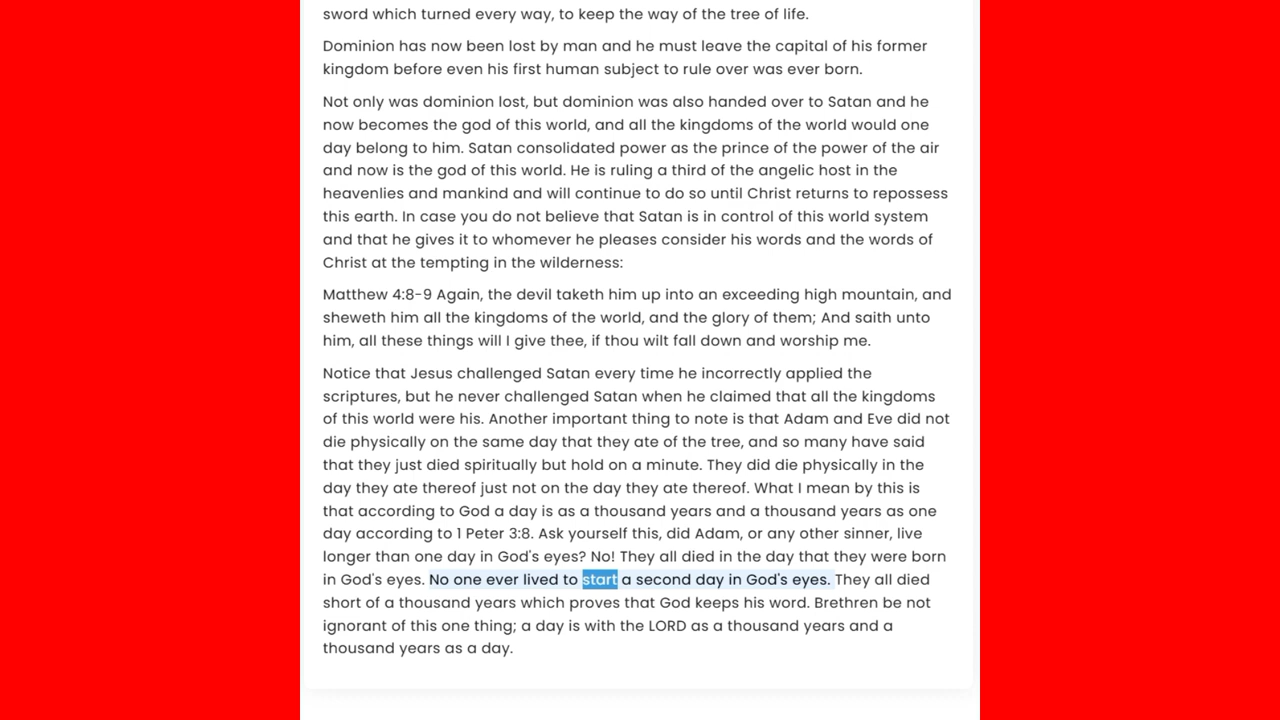 sword which turned every way, to keep the way of the tree of life.
Dominion has now been lost by man and he must leave the capital of his former
kingdom before even his first human subject to rule over was ever born.
Not only was dominion lost, but dominion was also handed over to Satan and he
now becomes the god of this world, and all the kingdoms of the world would one
day belong to him. Satan consolidated power as the prince of the power of the air
and now is the god of this world. He is ruling a third of the angelic host in the
heavenlies and mankind and will continue to do so until Christ returns to repossess
this earth. In case you do not believe that Satan is in control of this world system
and that he gives it to whomever he pleases consider his words and the words of
Christ at the tempting in the wilderness:
Matthew 4:8-9 Again, the devil taketh him up into an exceeding high mountain, and
sheweth him all the kingdoms of the world, and the glory of them; And saith unto
him, all these things will I give thee, if thou wilt fall down and worship me.
Notice that Jesus challenged Satan every time he incorrectly applied the
scriptures, but he never challenged Satan when he claimed that all the kingdoms
of this world were his. Another important thing to note is that Adam and Eve did not
die physically on the same day that they ate of the tree, and so many have said
that they just died spiritually but hold on a minute. They did die physically in the
day they ate thereof just not on the day they ate thereof. What I mean by this is
that according to God a day is as a thousand years and a thousand years as one
day according to 1 Peter 3:8. Ask yourself this, did Adam, or any other sinner, live
longer than one day in God's eyes? No! They all died in the day that they were born
in God's eyes. No one ever lived to start a second day in God's eyes. They all died
short of a thousand years which proves that God keeps his word. Brethren be not
ignorant of this one thing; a day is with the LORD as a thousand years and a
thousand years as a day.